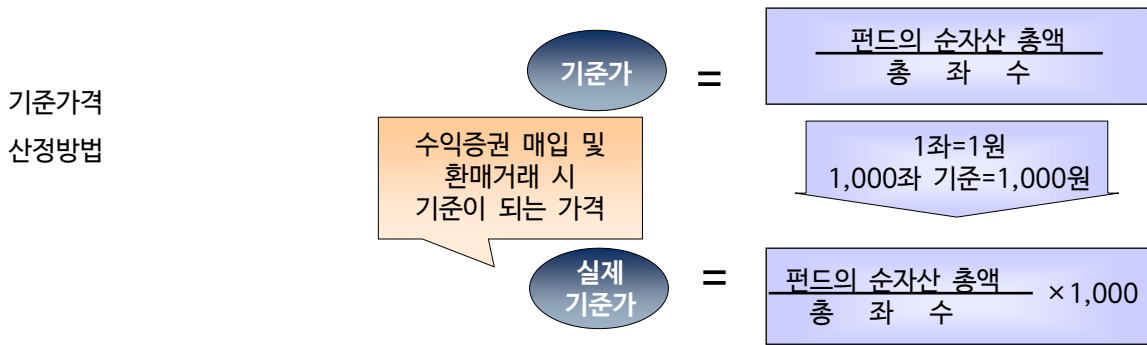 기준가격
산정방법
기준가
=
펀드의 순자산 총액
총 좌 수
수익증권 매입 및
환매거래 시
기준이 되는 가격
1좌=1원
1,000좌 기준=1,000원
실제
기준가
=
펀드의 순자산 총액
총 좌 수
×1,000